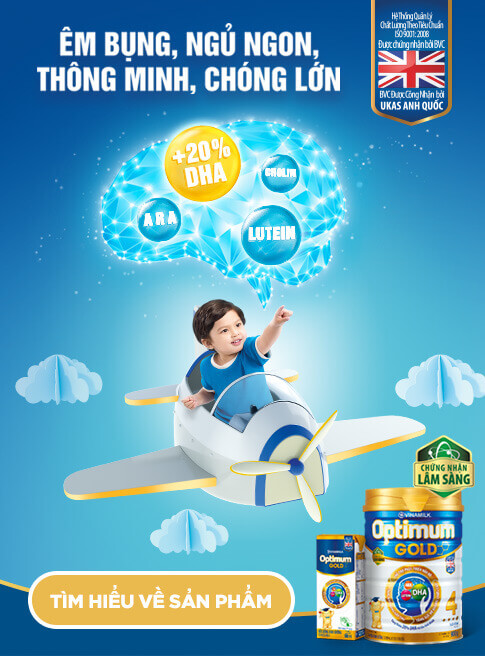 ÊM BỤNG, NGỦ NGON,
THÔNG MINH, CHÓNG LỚN
Hệ Thống Quản Lý
Chất Lượng Theo Tiêu Chuẩn
ISO 9001: 2008
Được chứng nhận bởi BVC
BVC Được Công Nhận bởi
UKAS ANH QUỐC
+20%
DHA
CHOLIN
ARA
LUTEIN
CHỨNG NHẬN
LÂM SÀNG
VINAMILK
Optimum
GOLD
DHA
4
VINAMILK
Optimum
GOLD
TÌM HIỂU VỀ SẢN PHẨM